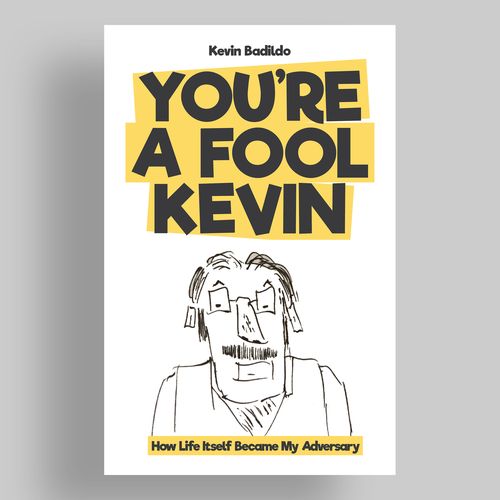 Kevin Badildo
YOU'RE
A FOOL
KEVIN
How Life Itself Became My Adversary